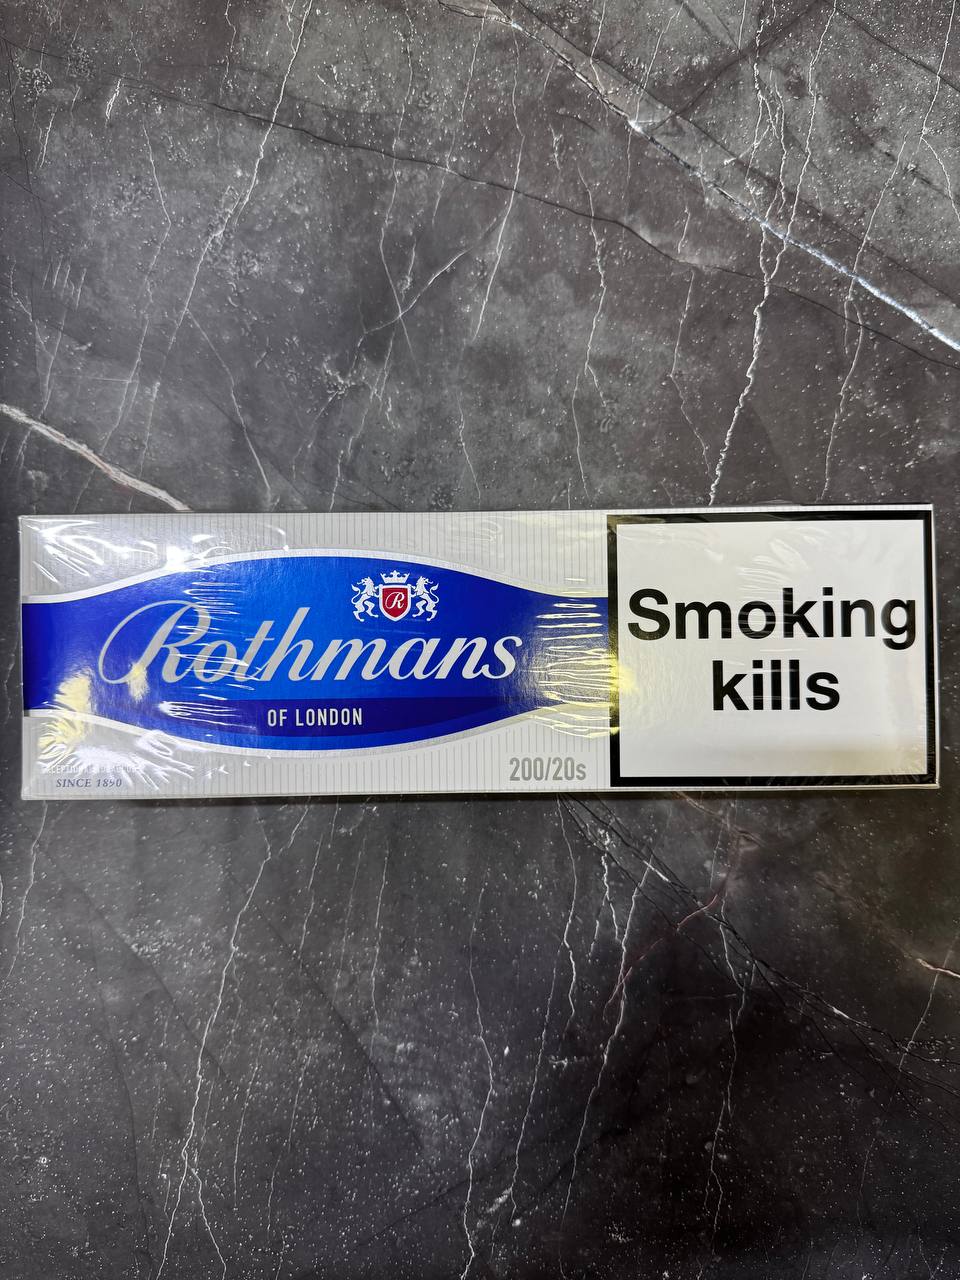 R
Rothmans
OF LONDON
200/20s
SINCE 1890
Smoking
kills